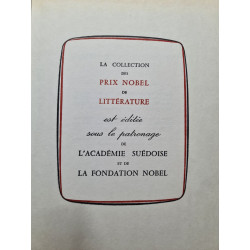 LA COLLECTION
DES
PRIX NOBEL
DE
LITTÉRATURE
est éditée
sous le patronage
DE
L'ACADÉMIE SUÉDOISE
ET DE
LA FONDATION NOBEL